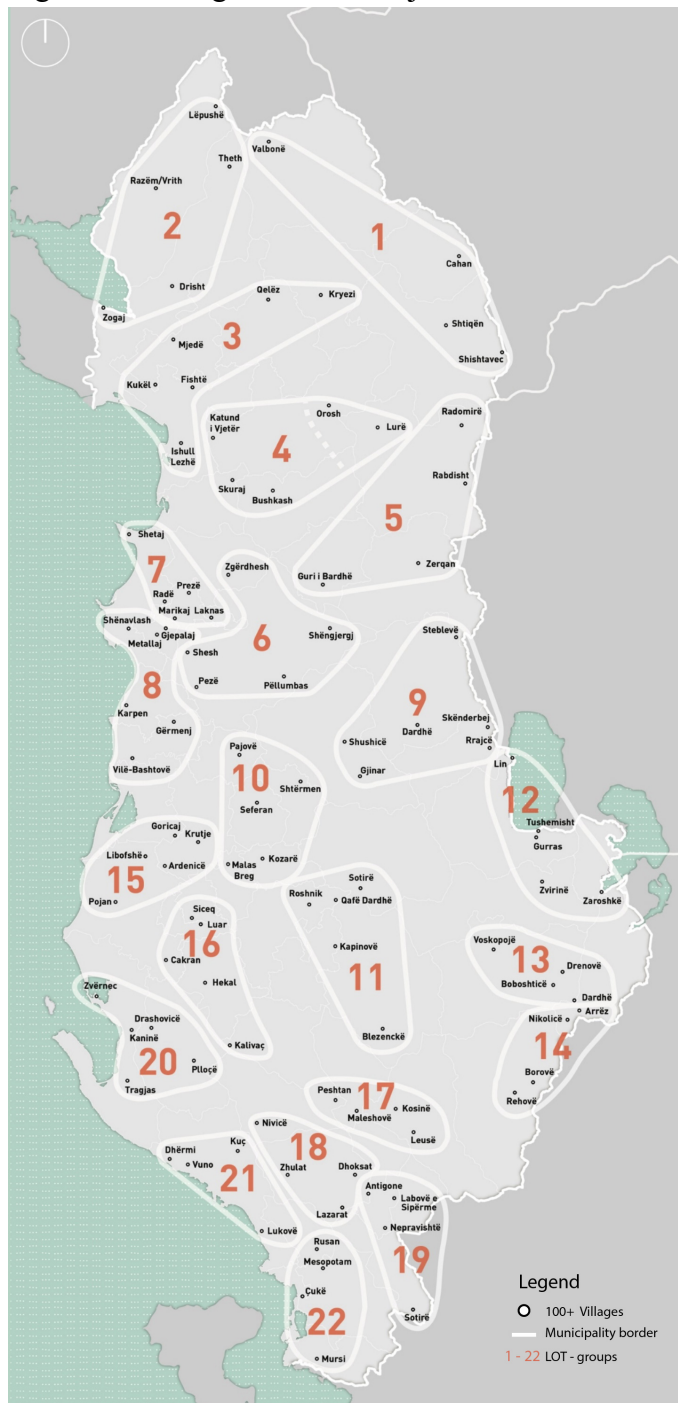 Lëpushë
Valbonë
Theth
Razëm/Vrith
2
1
Cahan
Drisht
Qelëz
Kryezi
Zogaj
Shtiqën
3
Mjedë
Shishtavec
Kukël
Fishtë
Katund
i Vjetër
Orosh
Lurë
Radomirë
Ishull
Lezhë
4
Skuraj
Bushkash
Rabdisht
5
Shetaj
7
Zgërdhesh
Zerqan
Guri i Bardhë
Prezë
Radë
Marikaj
Laknas
Shënavlash
Gjepalaj
Metallaj
6
Shëngjergj
Steblevë
Shesh
8
Pezë
Pëllumbas
9
Karpen
Gërmenj
Skënderbej
Dardhë
Shushicë
Rrajcë
Pajovë
Vilë-Bashtovë
10
Gjinar
Lin
Shtërmen
12
Seferan
Goricaj
Krutje
Tushemisht
Gurras
Libofshë
Ardenicë
Kozarë
Malas
Breg
15
Sotirë
Roshnik
Qafë Dardhë
Zvirinë
Zaroshkë
Pojan
Siceq
Luar
16
Kapinovë
Voskopojë
13
Cakran
11
Drenovë
Hekal
Boboshticë
Zvërnec
Dardhë
Arrëz
Drashovicë
Kaninë
Nikolicë
Blezenckë
Kalivaç
14
20
Plloçë
Borovë
Tragjas
Rehovë
Peshtan
17
Kosinë
Maleshovë
Nivicë
Leusë
Kuç
18
Dhërmi
Vuno
21
Zhulat
Dhoksat
Antigone
Labovë e
Sipërme
Lazarat
Nepravishtë
Lukovë
Rusan
19
Mesopotam
Çukë
22
Sotirë
Mursi
Legend
100+ Villages
Municipality border
1 - 22 LOT - groups